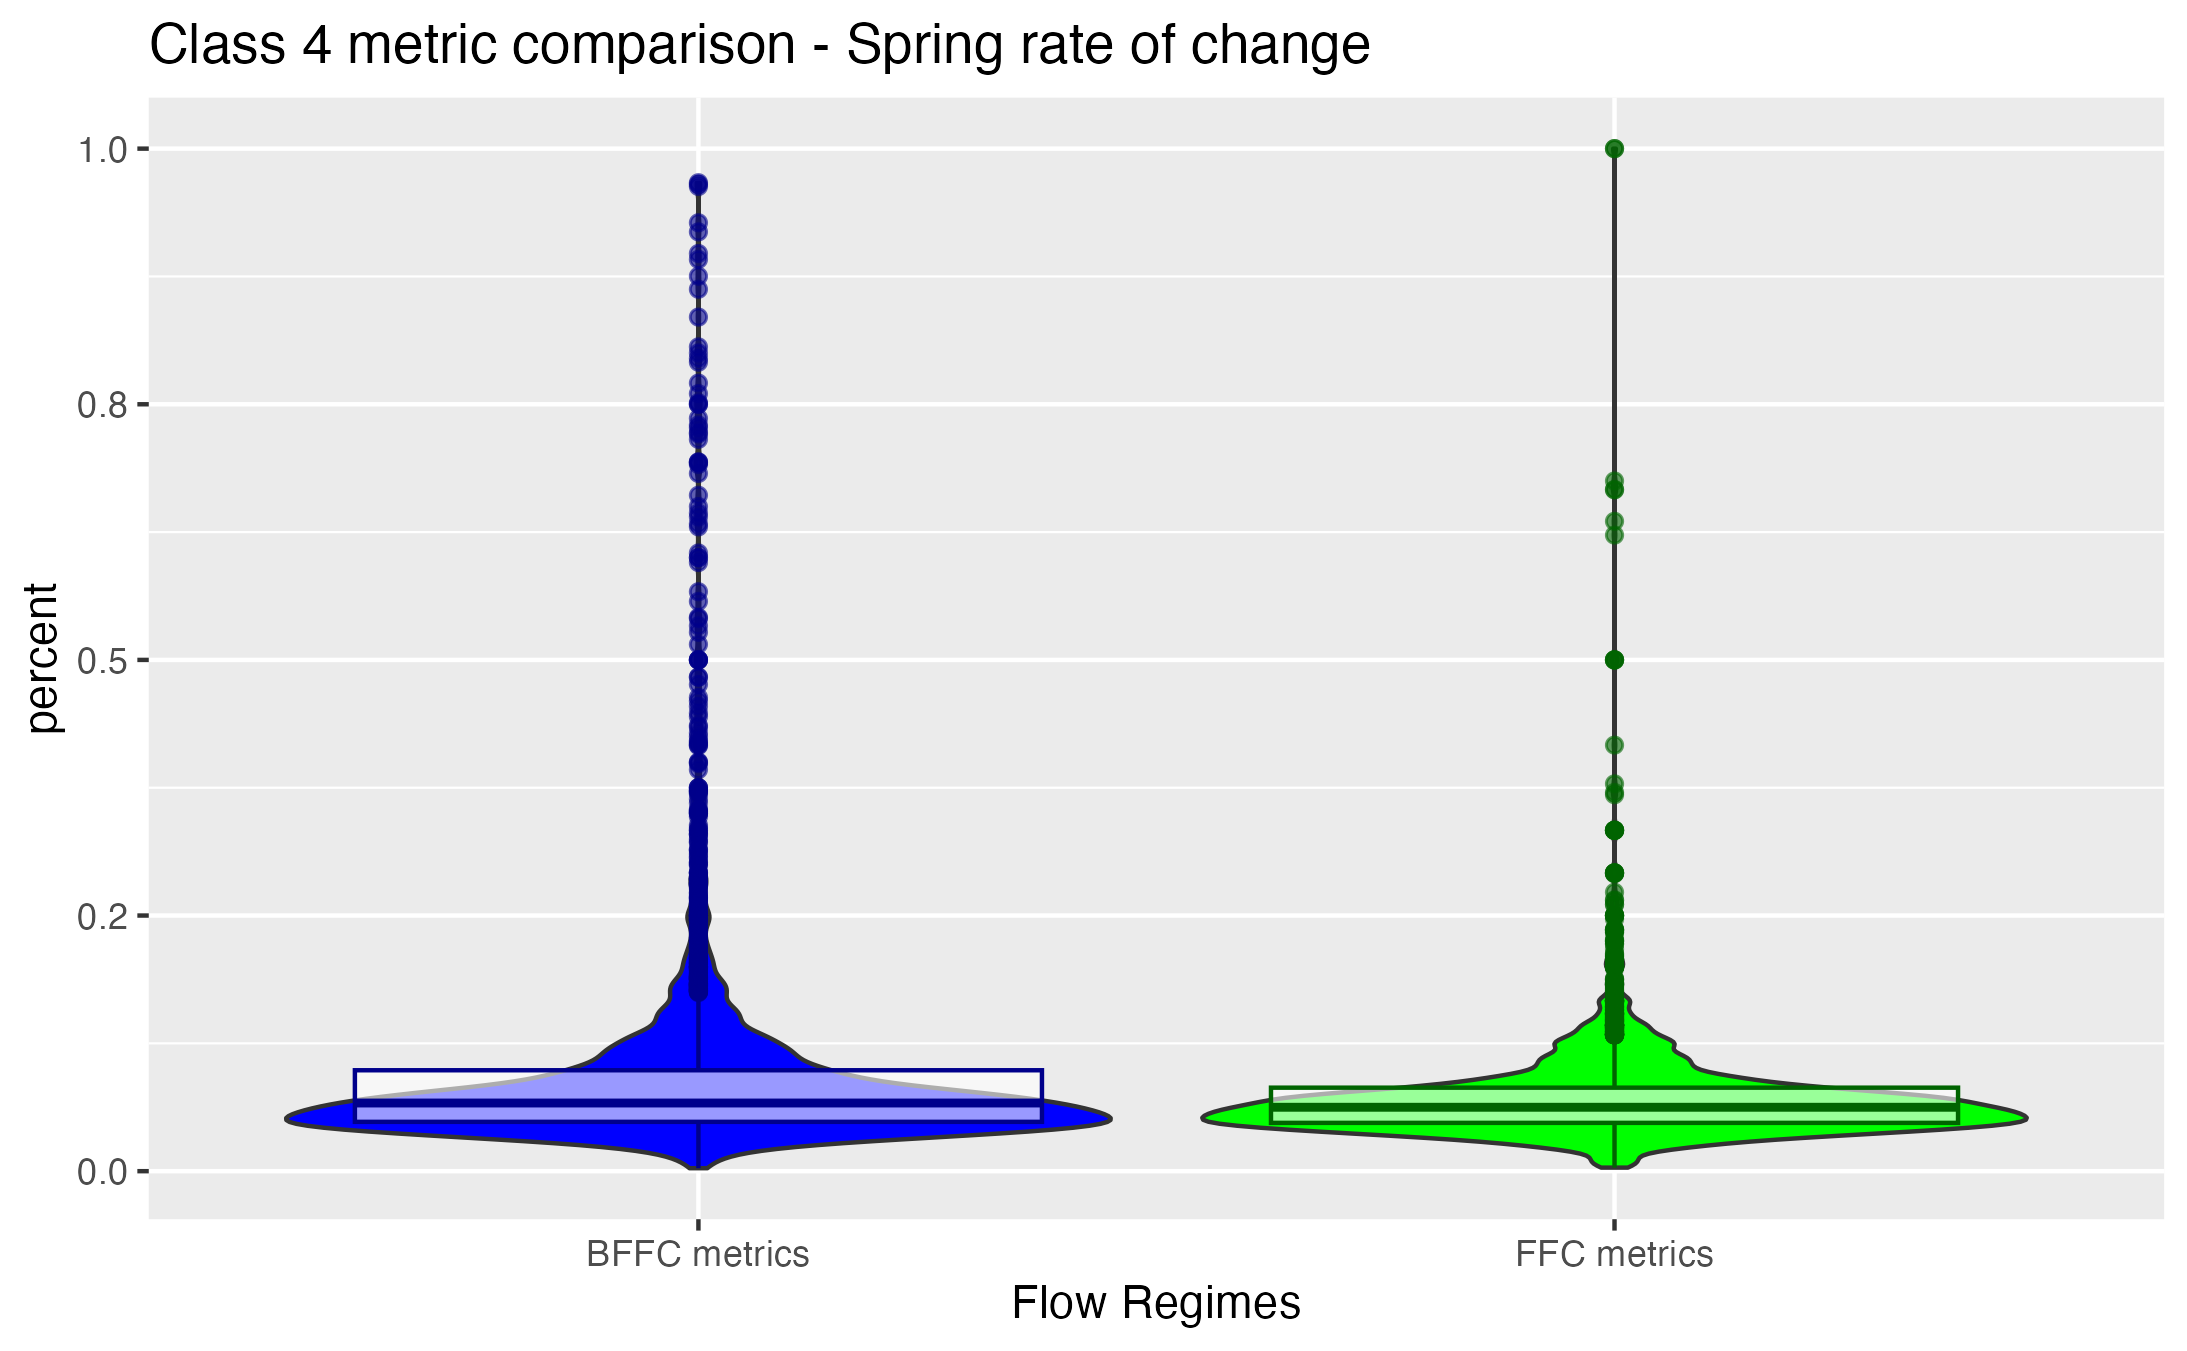 Class 4 metric comparison - Spring rate of change
1.0
0.8
0.5
0.2
0.0
percent
BFFC metrics
FFC metrics
Flow Regimes